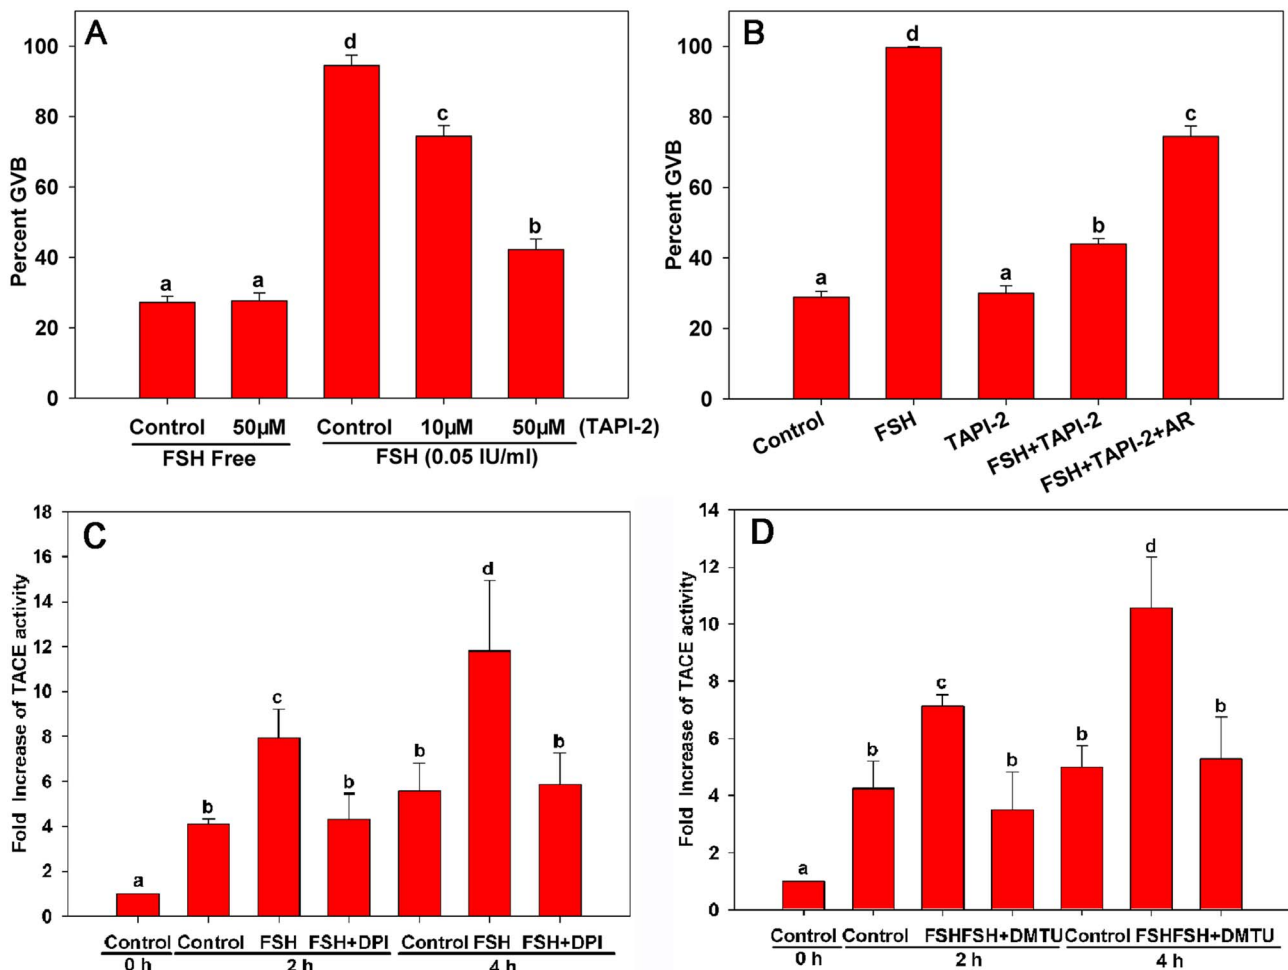 A
Percent GVB
100
80
60
40
20
0
a
a
d
c
b
Control 50µM Control 10µM 50µM (TAPI-2)
FSH Free FSH (0.05 IU/ml)
B
Percent GVB
100
80
60
40
20
0
a
d
a
b
c
Control FSH TAPI-2 FSH+TAPI-2 FSH+TAPI-2+AR
C
Fold Increase of TACE activity
18
16
14
12
10
8
6
4
2
0
a
b
c
b
b
d
b
Control Control FSH FSH+DPI Control FSH FSH+DPI
0 h 2 h 4 h
D
Fold Increase of TACE activity
14
12
10
8
6
4
2
0
a
b
c
b
b
d
b
Control Control FSHFSH+DMTU Control FSHFSH+DMTU
0 h 2 h 4 h